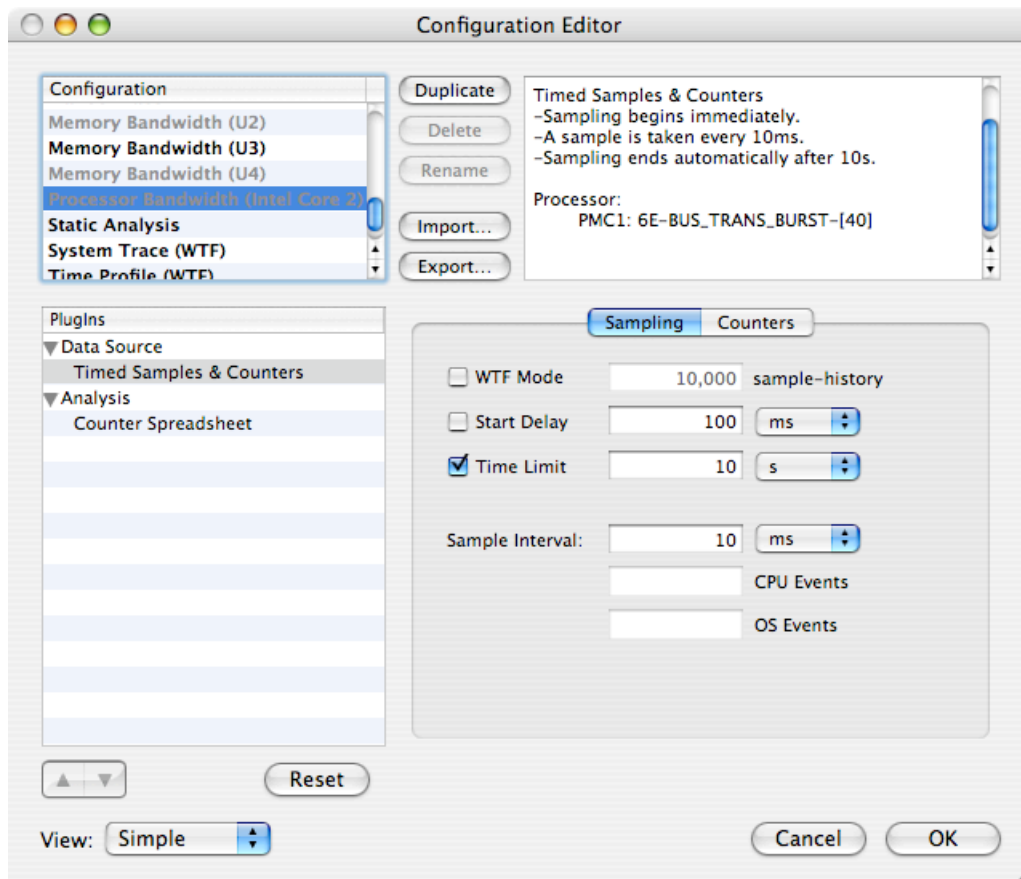 Configuration Editor
Configuration
Memory Bandwidth (U2)
Memory Bandwidth (U3)
Memory Bandwidth (U4)
Processor Bandwidth (Intel Core 2)
Static Analysis
System Trace (WTF)
Time Profile (WTF)
Duplicate
Delete
Rename
Import...
Export...
Timed Samples & Counters
-Sampling begins immediately.
-A sample is taken every 10ms.
-Sampling ends automatically after 10s.
Processor:
PMC1: 6E-BUS_TRANS_BURST-[40]
PlugIns
Data Source
Timed Samples & Counters
Analysis
Counter Spreadsheet
Sampling Counters
WTF Mode 10,000 sample-history
Start Delay 100 ms
Time Limit 10 s
Sample Interval: 10 ms
CPU Events
OS Events
Reset
View: Simple
Cancel OK